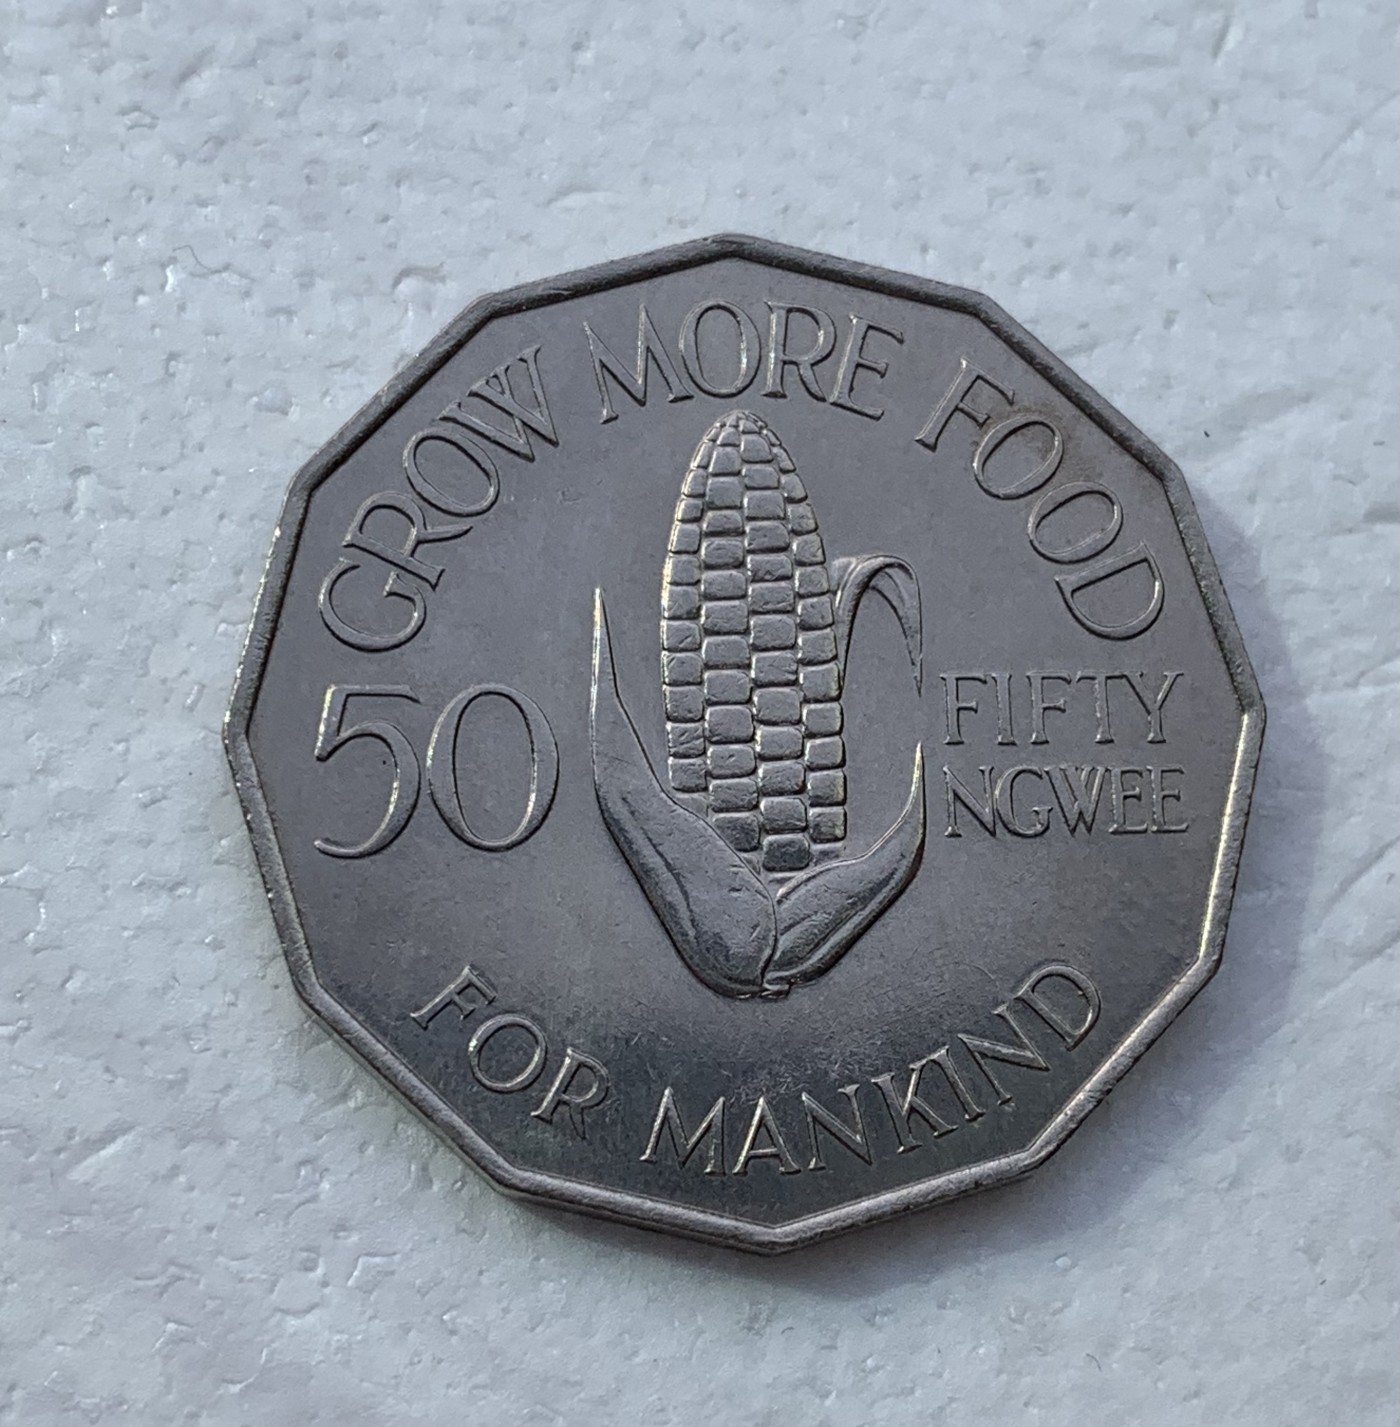 GROW MORE FOOD
50
FIFTY
NGWEE
FOR MANKIND